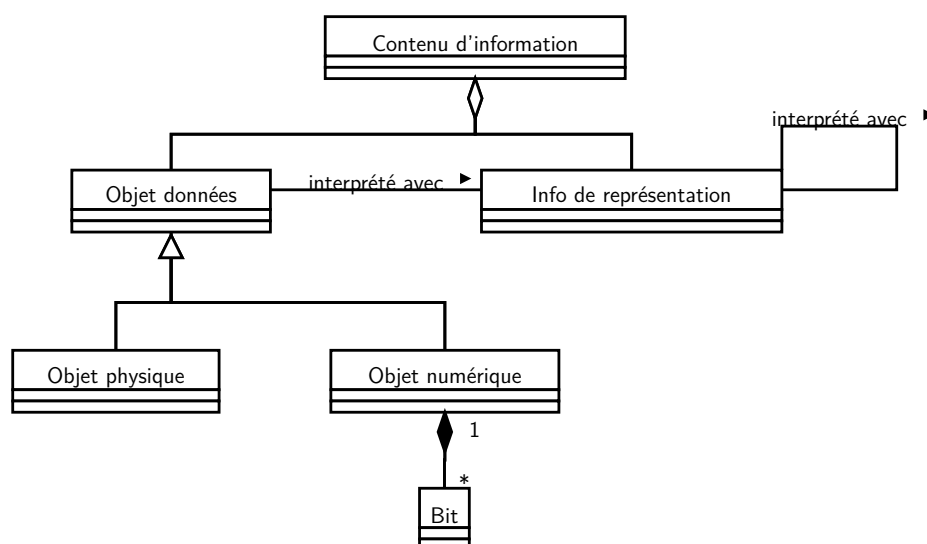 Contenu d'information
interprété avec ►
Objet données
interprété avec ►
Info de représentation
Objet physique
Objet numérique
1
*
Bit